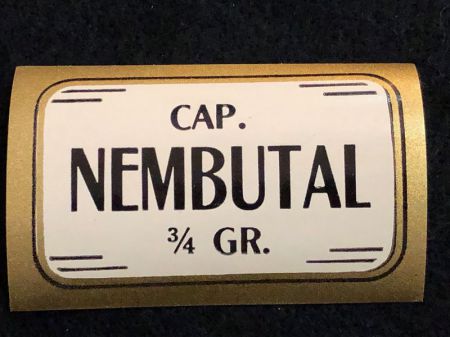 CAP.
NEMBUTAL
¾ GR.